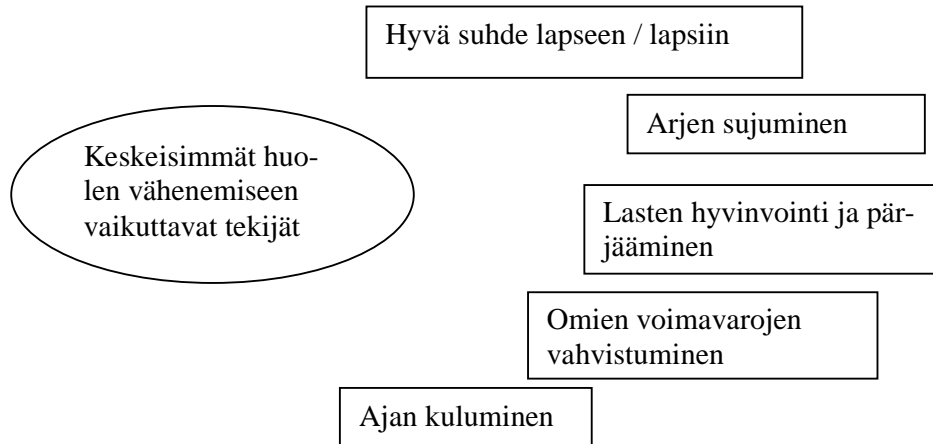 Hyvä suhde lapseen / lapsiin
Arjen sujuminen
Keskeisimmät huo-
len vähenemiseen
vaikuttavat tekijät
Lasten hyvinvointi ja pär-
jääminen
Omien voimavarojen
vahvistuminen
Ajan kuluminen